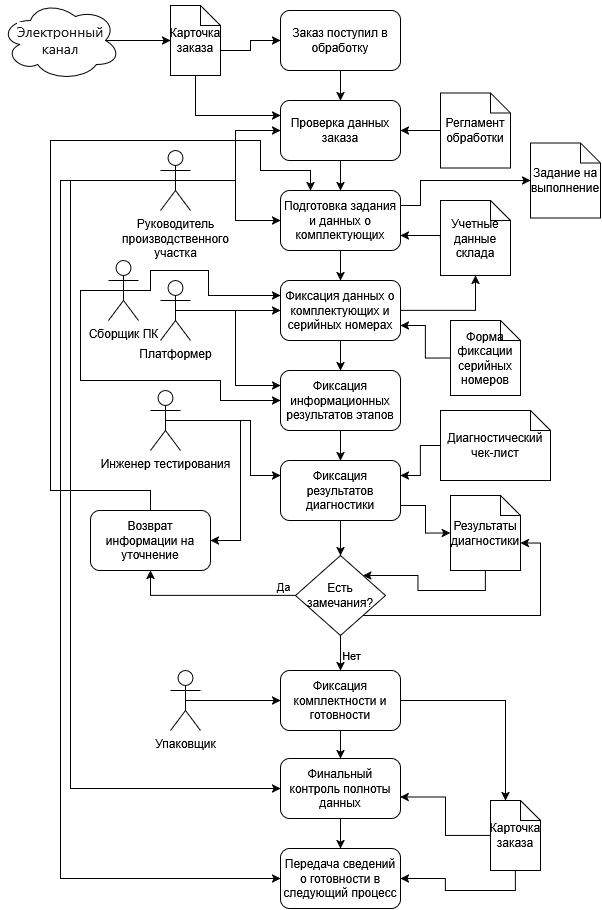 Электронный
канал
Карточка
заказа
Заказ поступил в
обработку
Проверка данных
заказа
Регламент
обработки
Задание на
выполнение
Руководитель
производственного
участка
Подготовка задания
и данных о
комплектующих
Учетные
данные
склада
Сборщик ПК
Платформер
Фиксация данных о
комплектующих и
серийных номерах
Форма
фиксации
серийных
номеров
Фиксация
информационных
результатов этапов
Инженер тестирования
Диагностический
чек-лист
Фиксация
результатов
диагностики
Возврат
информации на
уточнение
Результаты
диагностики
Да
Есть
замечания?
Нет
Упаковщик
Фиксация
комплектности и
готовности
Финальный
контроль полноты
данных
Карточка
заказа
Передача сведений
о готовности в
следующий процесс